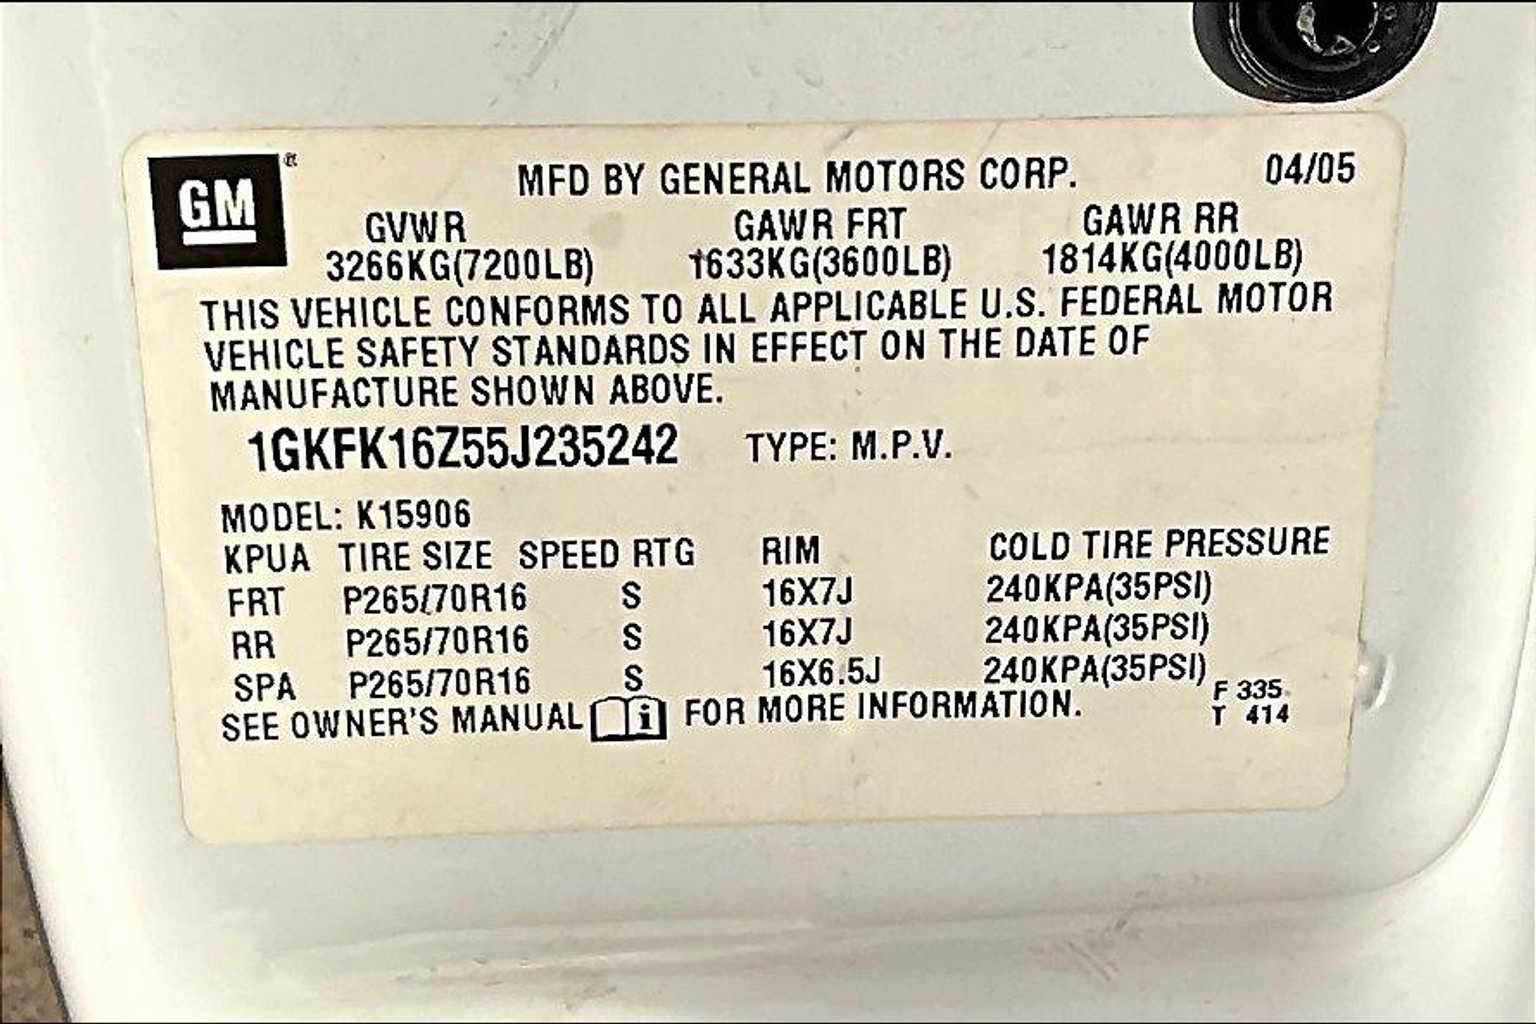 GM®
MFD BY GENERAL MOTORS CORP. 04/05
GVWR GAWR FRT GAWR RR
3266KG(7200LB) 1633KG(3600LB) 1814KG(4000LB)
THIS VEHICLE CONFORMS TO ALL APPLICABLE U.S. FEDERAL MOTOR
VEHICLE SAFETY STANDARDS IN EFFECT ON THE DATE OF
MANUFACTURE SHOWN ABOVE.
1GKFK16Z55J235242 TYPE: M.P.V.
MODEL: K15906
KPUA TIRE SIZE SPEED RTG RIM COLD TIRE PRESSURE
FRT P265/70R16 S 16X7J 240KPA(35PSI)
RR P265/70R16 S 16X7J 240KPA(35PSI)
SPA P265/70R16 S 16X6.5J 240KPA(35PSI)
SEE OWNER'S MANUAL i FOR MORE INFORMATION.
F 335
T 414